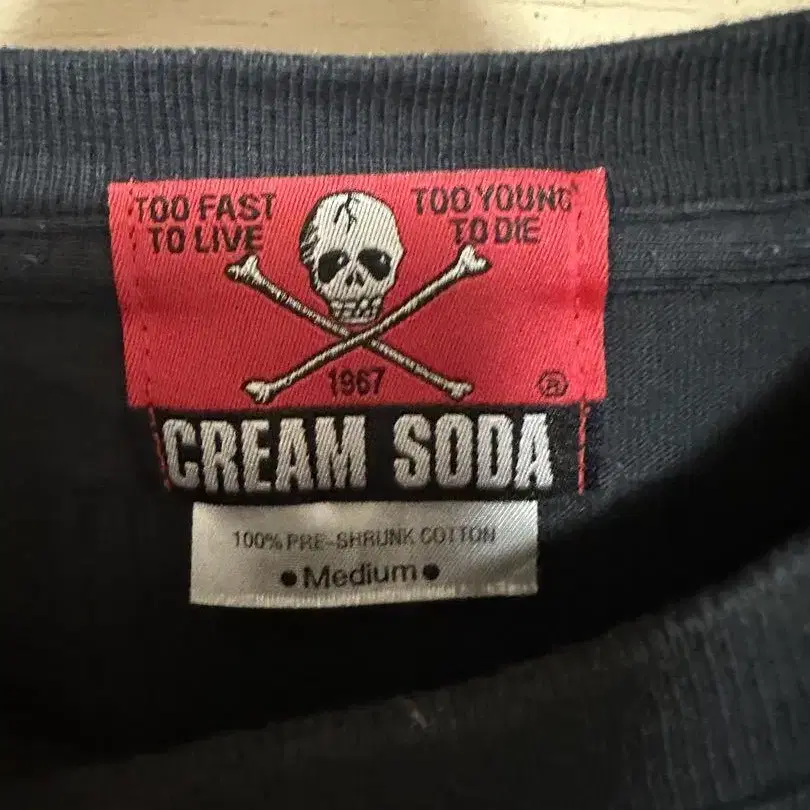 TOO FAST
TO LIVE
TOO YOUNG
TO DIE
1967
®
CREAM SODA
100% PRE-SHRUNK COTTON
●Medium●